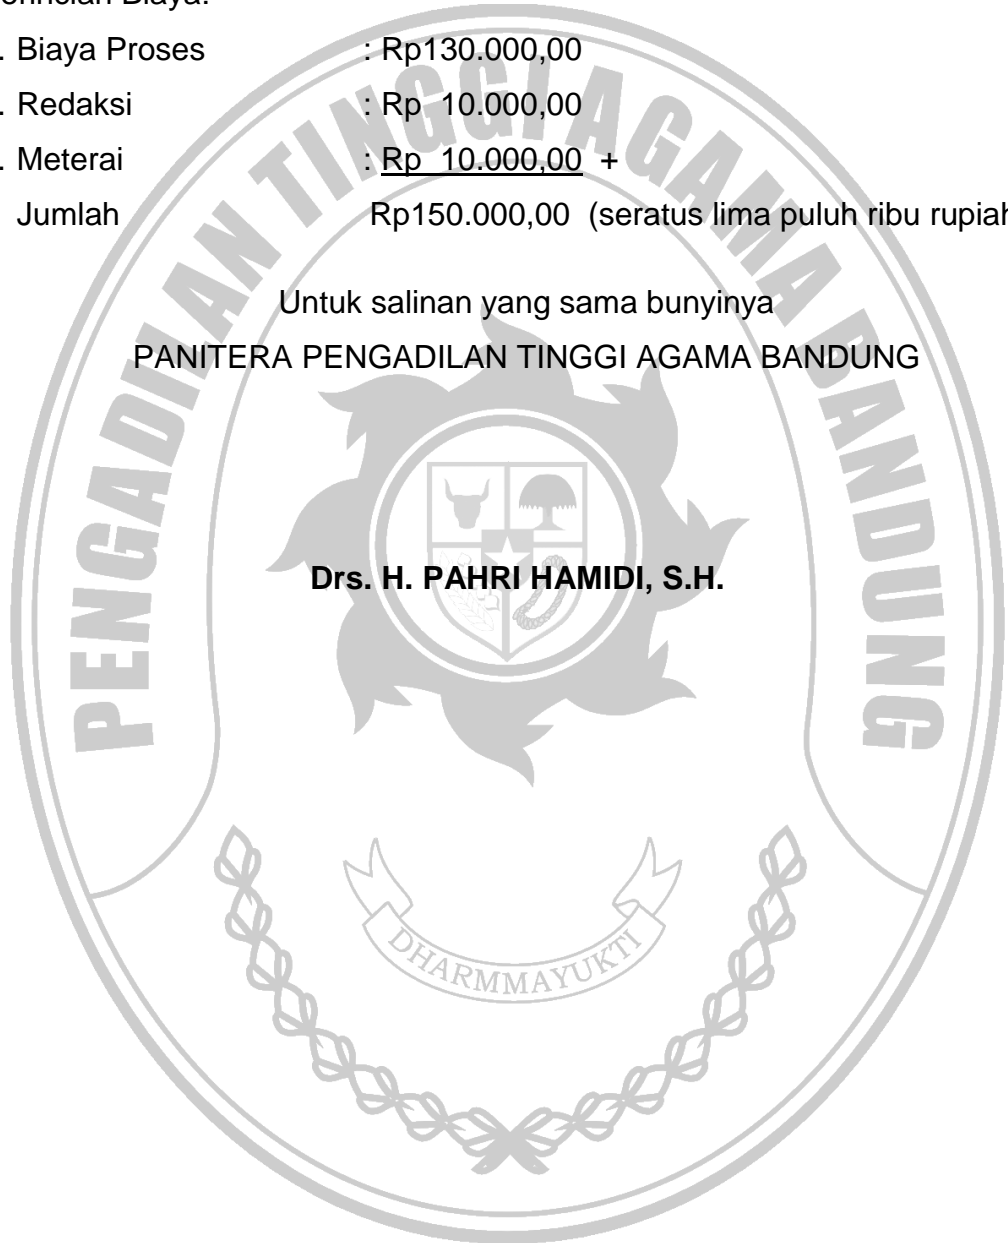 erincian Biaya:
. Biaya Proses : Rp130.000,00
. Redaksi : Rp 10.000,00
. Meterai : Rp 10.000,00 +
Jumlah Rp150.000,00 (seratus lima puluh ribu rupiah
Untuk salinan yang sama bunyinya
PANITERA PENGADILAN TINGGI AGAMA BANDUNG
Drs. H. PAHRI HAMIDI, S.H.
PENGADILAN TINGGI AGAMA BANDUNG
DHARMMAYUKTI